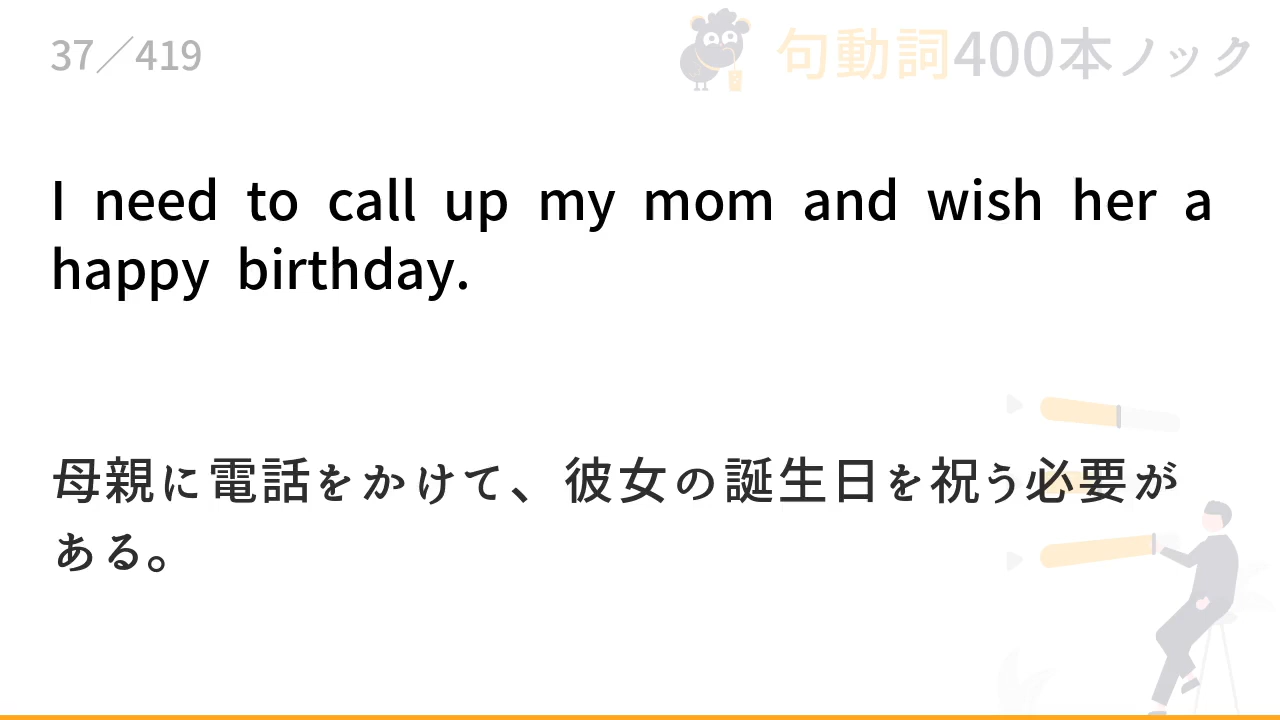 37／419
句動詞400本ノック
I need to call up my mom and wish her a
happy birthday.
母親に電話をかけて、彼女の誕生日を祝う必要が
ある。